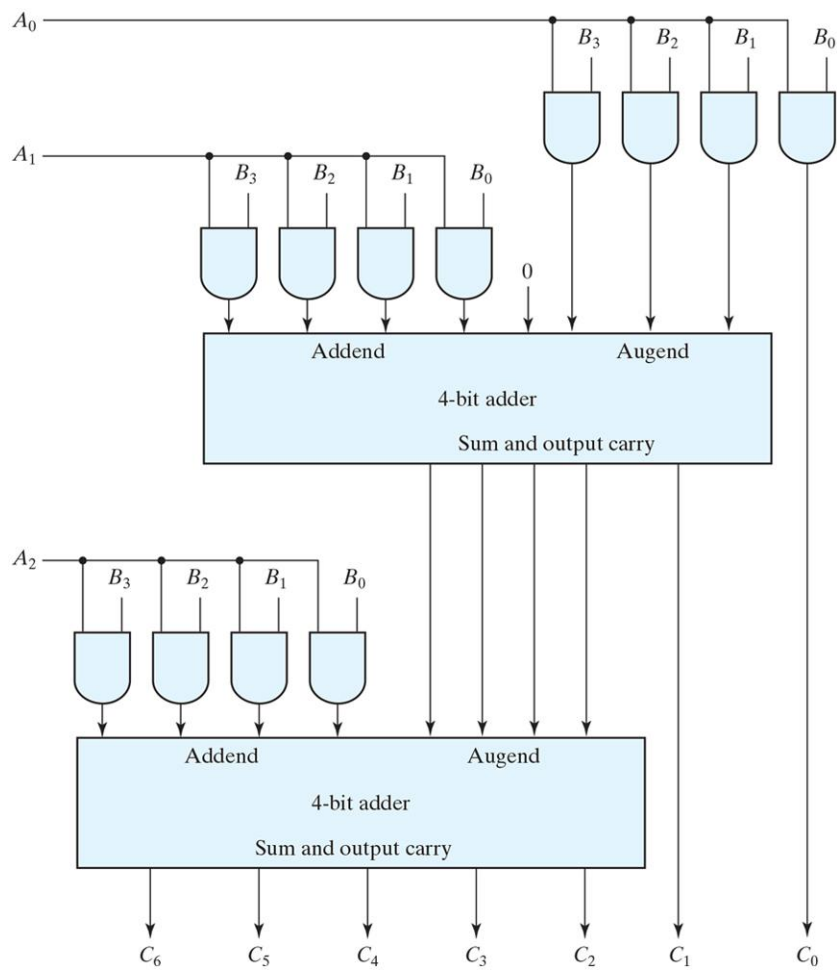 A₀
B₃ B₂ B₁ B₀
A₁
B₃ B₂ B₁ B₀
0
Addend Augend
4-bit adder
Sum and output carry
A₂
B₃ B₂ B₁ B₀
Addend Augend
4-bit adder
Sum and output carry
C₆ C₅ C₄ C₃ C₂ C₁ C₀